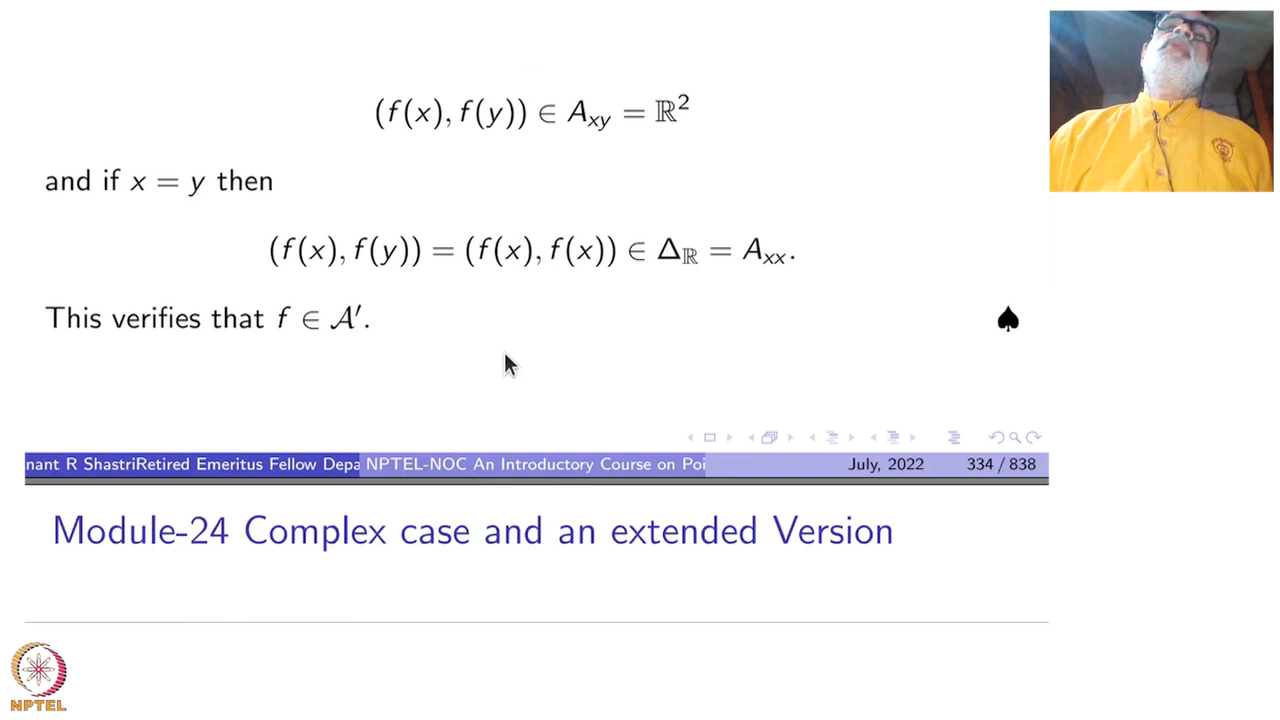 (f(x), f(y)) ∈ A_{xy} = ℝ²
and if x = y then
(f(x), f(y)) = (f(x), f(x)) ∈ Δ_ℝ = A_{xx}.
This verifies that f ∈ 𝒜′. ♠
nant R ShastriRetired Emeritus Fellow Depa NPTEL-NOC An Introductory Course on Poi July, 2022 334 / 838
Module-24 Complex case and an extended Version
NPTEL